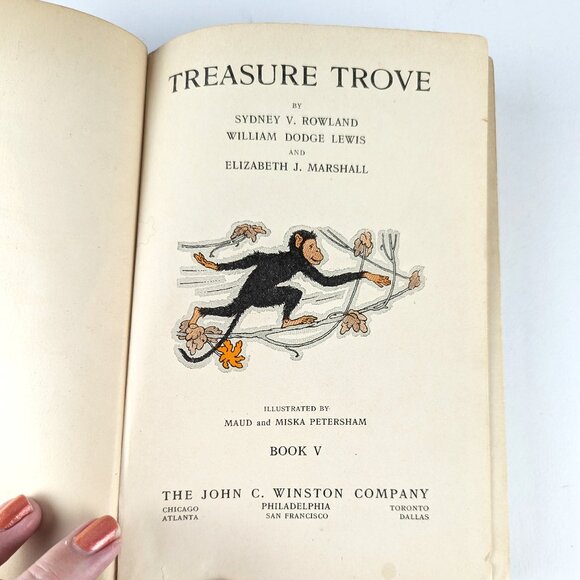 TREASURE TROVE
BY
SYDNEY V. ROWLAND
WILLIAM DODGE LEWIS
AND
ELIZABETH J. MARSHALL
ILLUSTRATED BY
MAUD and MISKA PETERSHAM
BOOK V
THE JOHN C. WINSTON COMPANY
CHICAGO PHILADELPHIA TORONTO
ATLANTA SAN FRANCISCO DALLAS